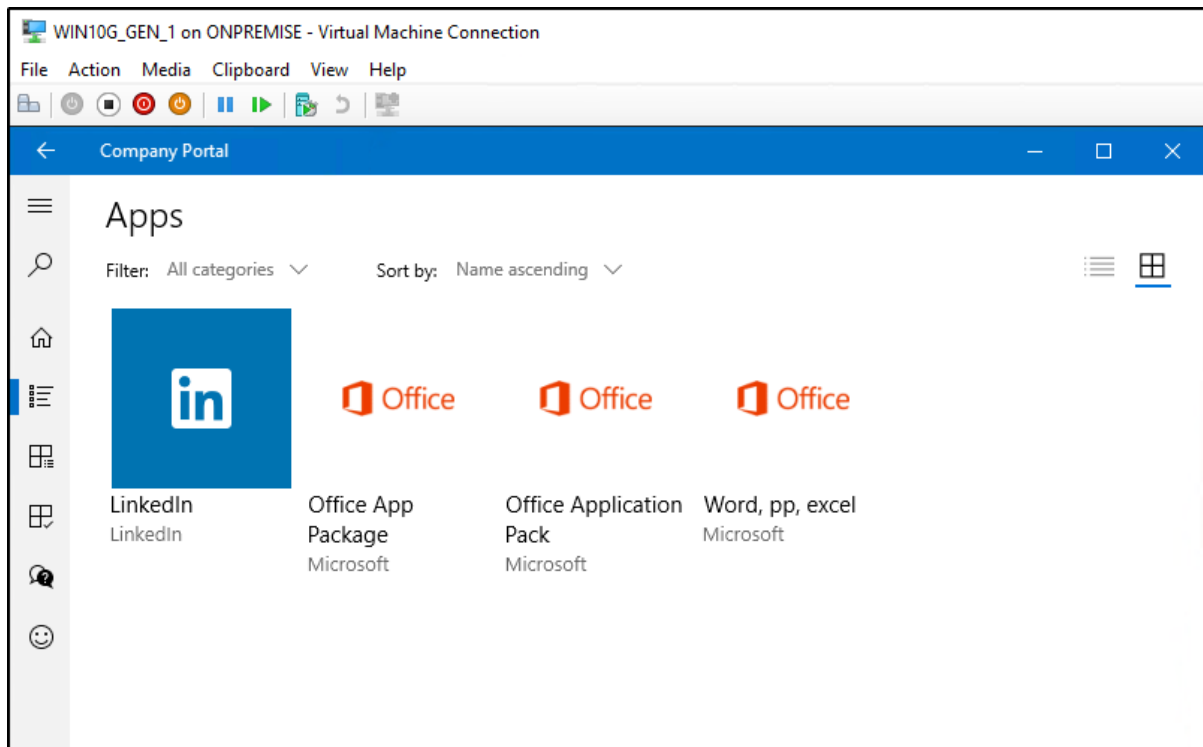 WIN10G_GEN_1 on ONPREMISE - Virtual Machine Connection
File Action Media Clipboard View Help
Company Portal
Apps
Filter: All categories Sort by: Name ascending
in
Office
Office
Office
LinkedIn
LinkedIn
Office App
Package
Microsoft
Office Application
Pack
Microsoft
Word, pp, excel
Microsoft